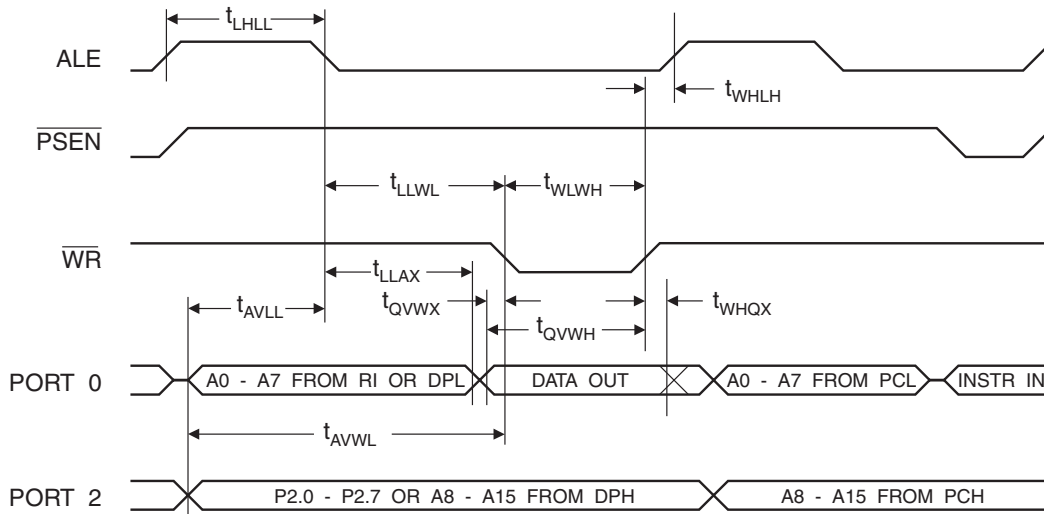 tLHLL
ALE
tWHLH
PSEN
tLLWL
tWLWH
WR
tLLAX
tQVWX
tWHQX
tAVLL
tQVWH
PORT 0
A0 - A7 FROM RI OR DPL
DATA OUT
A0 - A7 FROM PCL
INSTR IN
tAVWL
PORT 2
P2.0 - P2.7 OR A8 - A15 FROM DPH
A8 - A15 FROM PCH